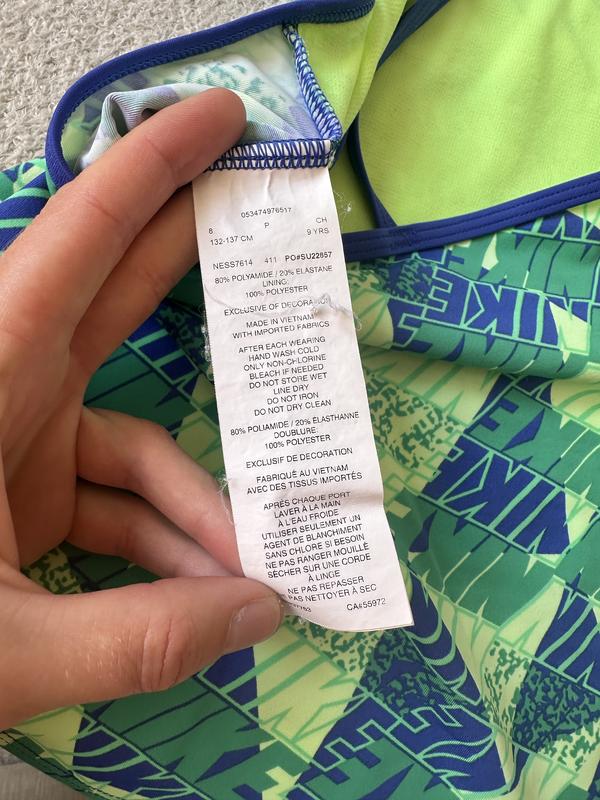 053474976517
8 P CH
132-137 CM 9 YRS
NESS7614 411 PO#SU22857
80% POLYAMIDE / 20% ELASTANE
LINING:
100% POLYESTER
EXCLUSIVE OF DECORATION
MADE IN VIETNAM
WITH IMPORTED FABRICS
AFTER EACH WEARING
HAND WASH COLD
ONLY NON-CHLORINE
BLEACH IF NEEDED
DO NOT STORE WET
LINE DRY
DO NOT IRON
DO NOT DRY CLEAN
80% POLIAMIDE / 20% ÉLASTHANNE
DOUBLURE:
100% POLYESTER
EXCLUSIF DE DECORATION
FABRIQUÉ AU VIETNAM
AVEC DES TISSUS IMPORTÉS
APRÈS CHAQUE PORT
LAVER À LA MAIN
À L'EAU FROIDE
UTILISER SEULEMENT UN
AGENT DE BLANCHIMENT
SANS CHLORE SI BESOIN
NE PAS RANGER MOUILLÉ
SÉCHER SUR UNE CORDE
À LINGE
NE PAS REPASSER
NE PAS NETTOYER À SEC
CA#55972
NIKE
NIKE
NIKE